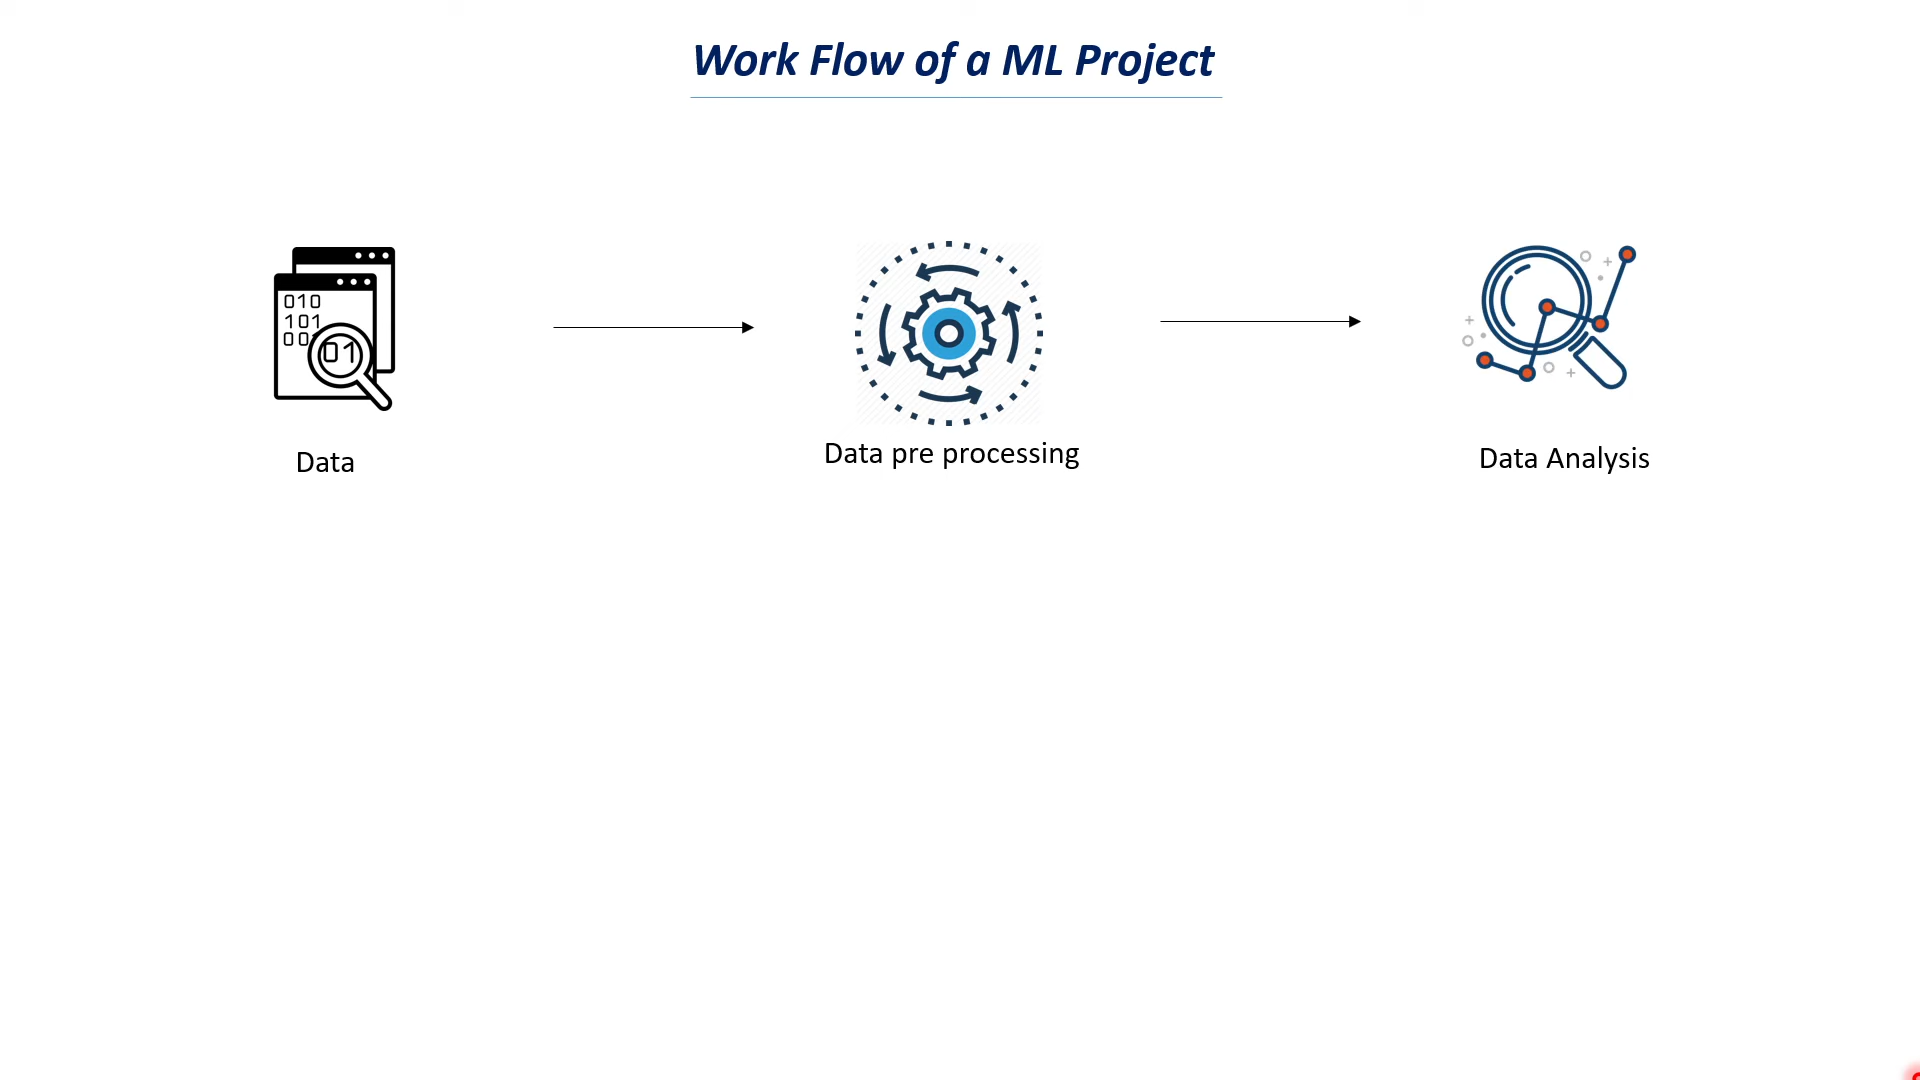 Work Flow of a ML Project
010
101
00
01
Data
Data pre processing
Data Analysis